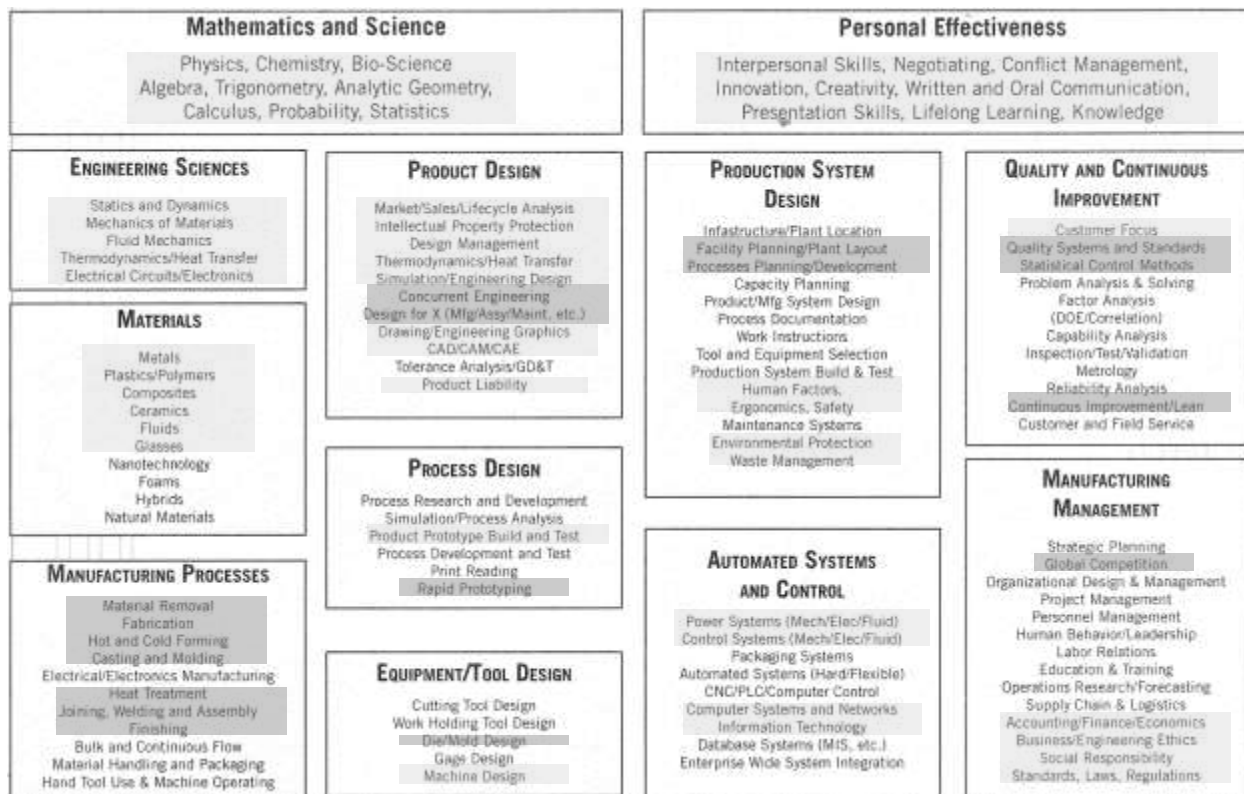 Mathematics and Science
Physics, Chemistry, Bio-Science
Algebra, Trigonometry, Analytic Geometry,
Calculus, Probability, Statistics
Personal Effectiveness
Interpersonal Skills, Negotiating, Conflict Management,
Innovation, Creativity, Written and Oral Communication,
Presentation Skills, Lifelong Learning, Knowledge
ENGINEERING SCIENCES
Statics and Dynamics
Mechanics of Materials
Fluid Mechanics
Thermodynamics/Heat Transfer
Electrical Circuits/Electronics
MATERIALS
Metals
Plastics/Polymers
Composites
Ceramics
Fluids
Glasses
Nanotechnology
Foams
Hybrids
Natural Materials
MANUFACTURING PROCESSES
Material Removal
Fabrication
Hot and Cold Forming
Casting and Molding
Electrical/Electronics Manufacturing
Heat Treatment
Joining, Welding and Assembly
Finishing
Bulk and Continuous Flow
Material Handling and Packaging
Hand Tool Use & Machine Operating
PRODUCT DESIGN
Market/Sales/Lifecycle Analysis
Intellectual Property Protection
Design Management
Thermodynamics/Heat Transfer
Simulation/Engineering Design
Concurrent Engineering
Design for X (Mfg/Assy/Maint, etc.)
Drawing/Engineering Graphics
CAD/CAM/CAE
Tolerance Analysis/GD&T
Product Liability
PROCESS DESIGN
Process Research and Development
Simulation/Process Analysis
Product Prototype Build and Test
Process Development and Test
Print Reading
Rapid Prototyping
EQUIPMENT/TOOL DESIGN
Cutting Tool Design
Work Holding Tool Design
Die/Mold Design
Gage Design
Machine Design
PRODUCTION SYSTEM
DESIGN
Infastructure/Plant Location
Facility Planning/Plant Layout
Processes Planning/Development
Capacity Planning
Product/Mfg System Design
Process Documentation
Work Instructions
Tool and Equipment Selection
Production System Build & Test
Human Factors,
Ergonomics, Safety
Maintenance Systems
Environmental Protection
Waste Management
AUTOMATED SYSTEMS
AND CONTROL
Power Systems (Mech/Elec/Fluid)
Control Systems (Mech/Elec/Fluid)
Packaging Systems
Automated Systems (Hard/Flexible)
CNC/PLC/Computer Control
Computer Systems and Networks
Information Technology
Database Systems (MIS, etc.)
Enterprise Wide System Integration
QUALITY AND CONTINUOUS
IMPROVEMENT
Customer Focus
Quality Systems and Standards
Statistical Control Methods
Problem Analysis & Solving
Factor Analysis
(DOE/Correlation)
Capability Analysis
Inspection/Test/Validation
Metrology
Reliability Analysis
Continuous Improvement/Lean
Customer and Field Service
MANUFACTURING
MANAGEMENT
Strategic Planning
Global Competition
Organizational Design & Management
Project Management
Personnel Management
Human Behavior/Leadership
Labor Relations
Education & Training
Operations Research/Forecasting
Supply Chain & Logistics
Accounting/Finance/Economics
Business/Engineering Ethics
Social Responsibility
Standards, Laws, Regulations